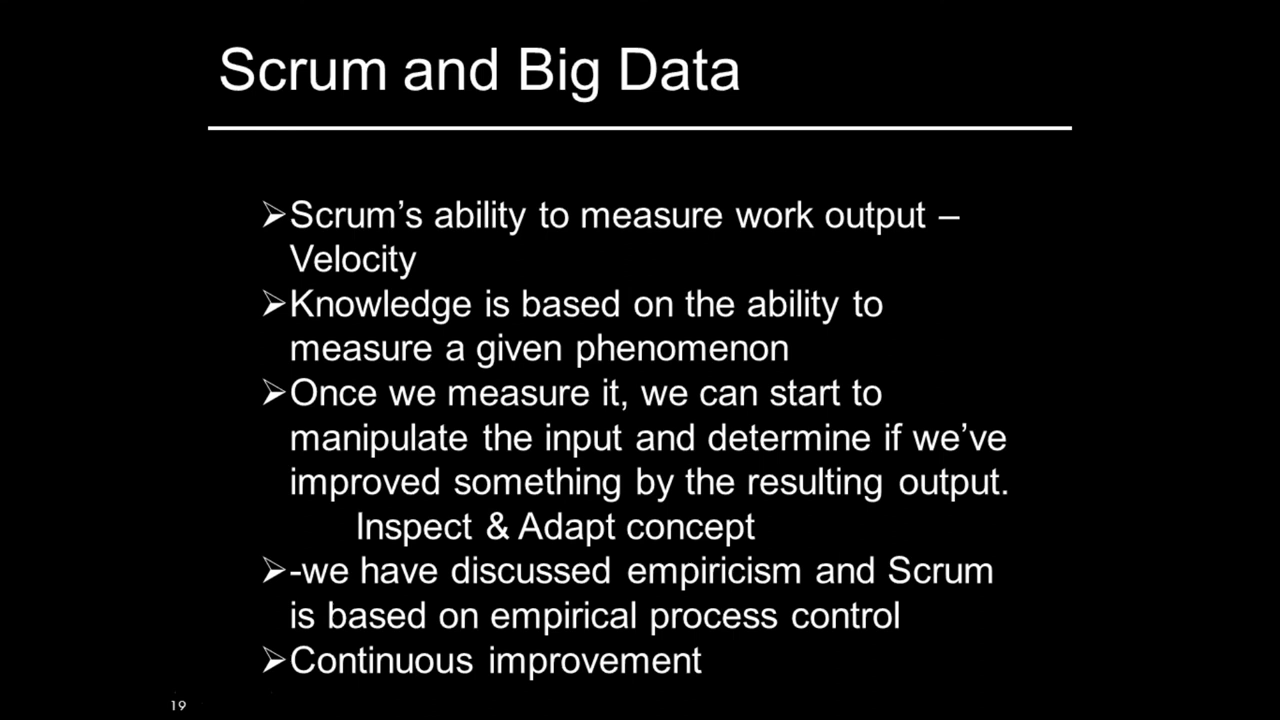 Scrum and Big Data
➢Scrum’s ability to measure work output –
Velocity
➢Knowledge is based on the ability to
measure a given phenomenon
➢Once we measure it, we can start to
manipulate the input and determine if we’ve
improved something by the resulting output.
Inspect & Adapt concept
➢-we have discussed empiricism and Scrum
is based on empirical process control
➢Continuous improvement
19